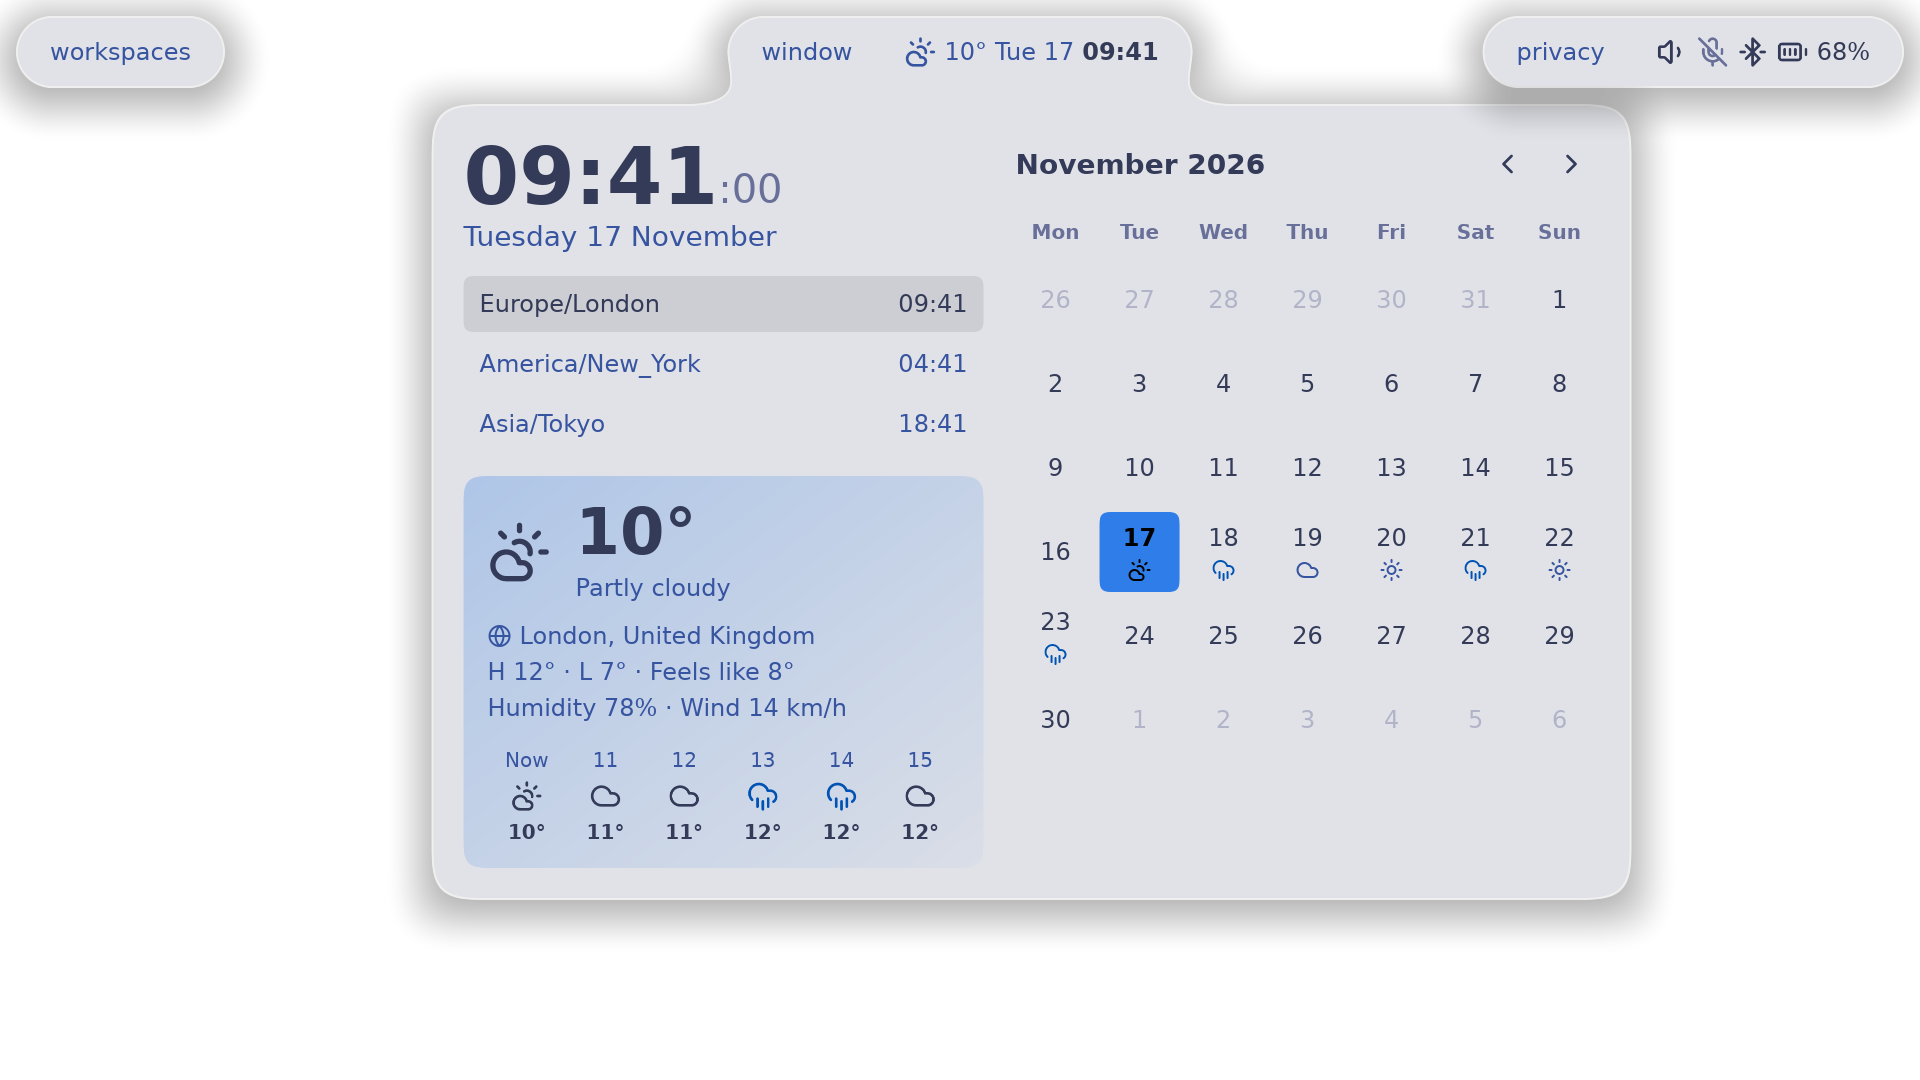 workspaces
window 10° Tue 17 09:41
privacy 68%
09:41:00
Tuesday 17 November
Europe/London 09:41
America/New_York 04:41
Asia/Tokyo 18:41
10°
Partly cloudy
London, United Kingdom
H 12° · L 7° · Feels like 8°
Humidity 78% · Wind 14 km/h
Now 11 12 13 14 15
10° 11° 11° 12° 12° 12°
November 2026
Mon Tue Wed Thu Fri Sat Sun
26 27 28 29 30 31 1
2 3 4 5 6 7 8
9 10 11 12 13 14 15
16 17 18 19 20 21 22
23 24 25 26 27 28 29
30 1 2 3 4 5 6